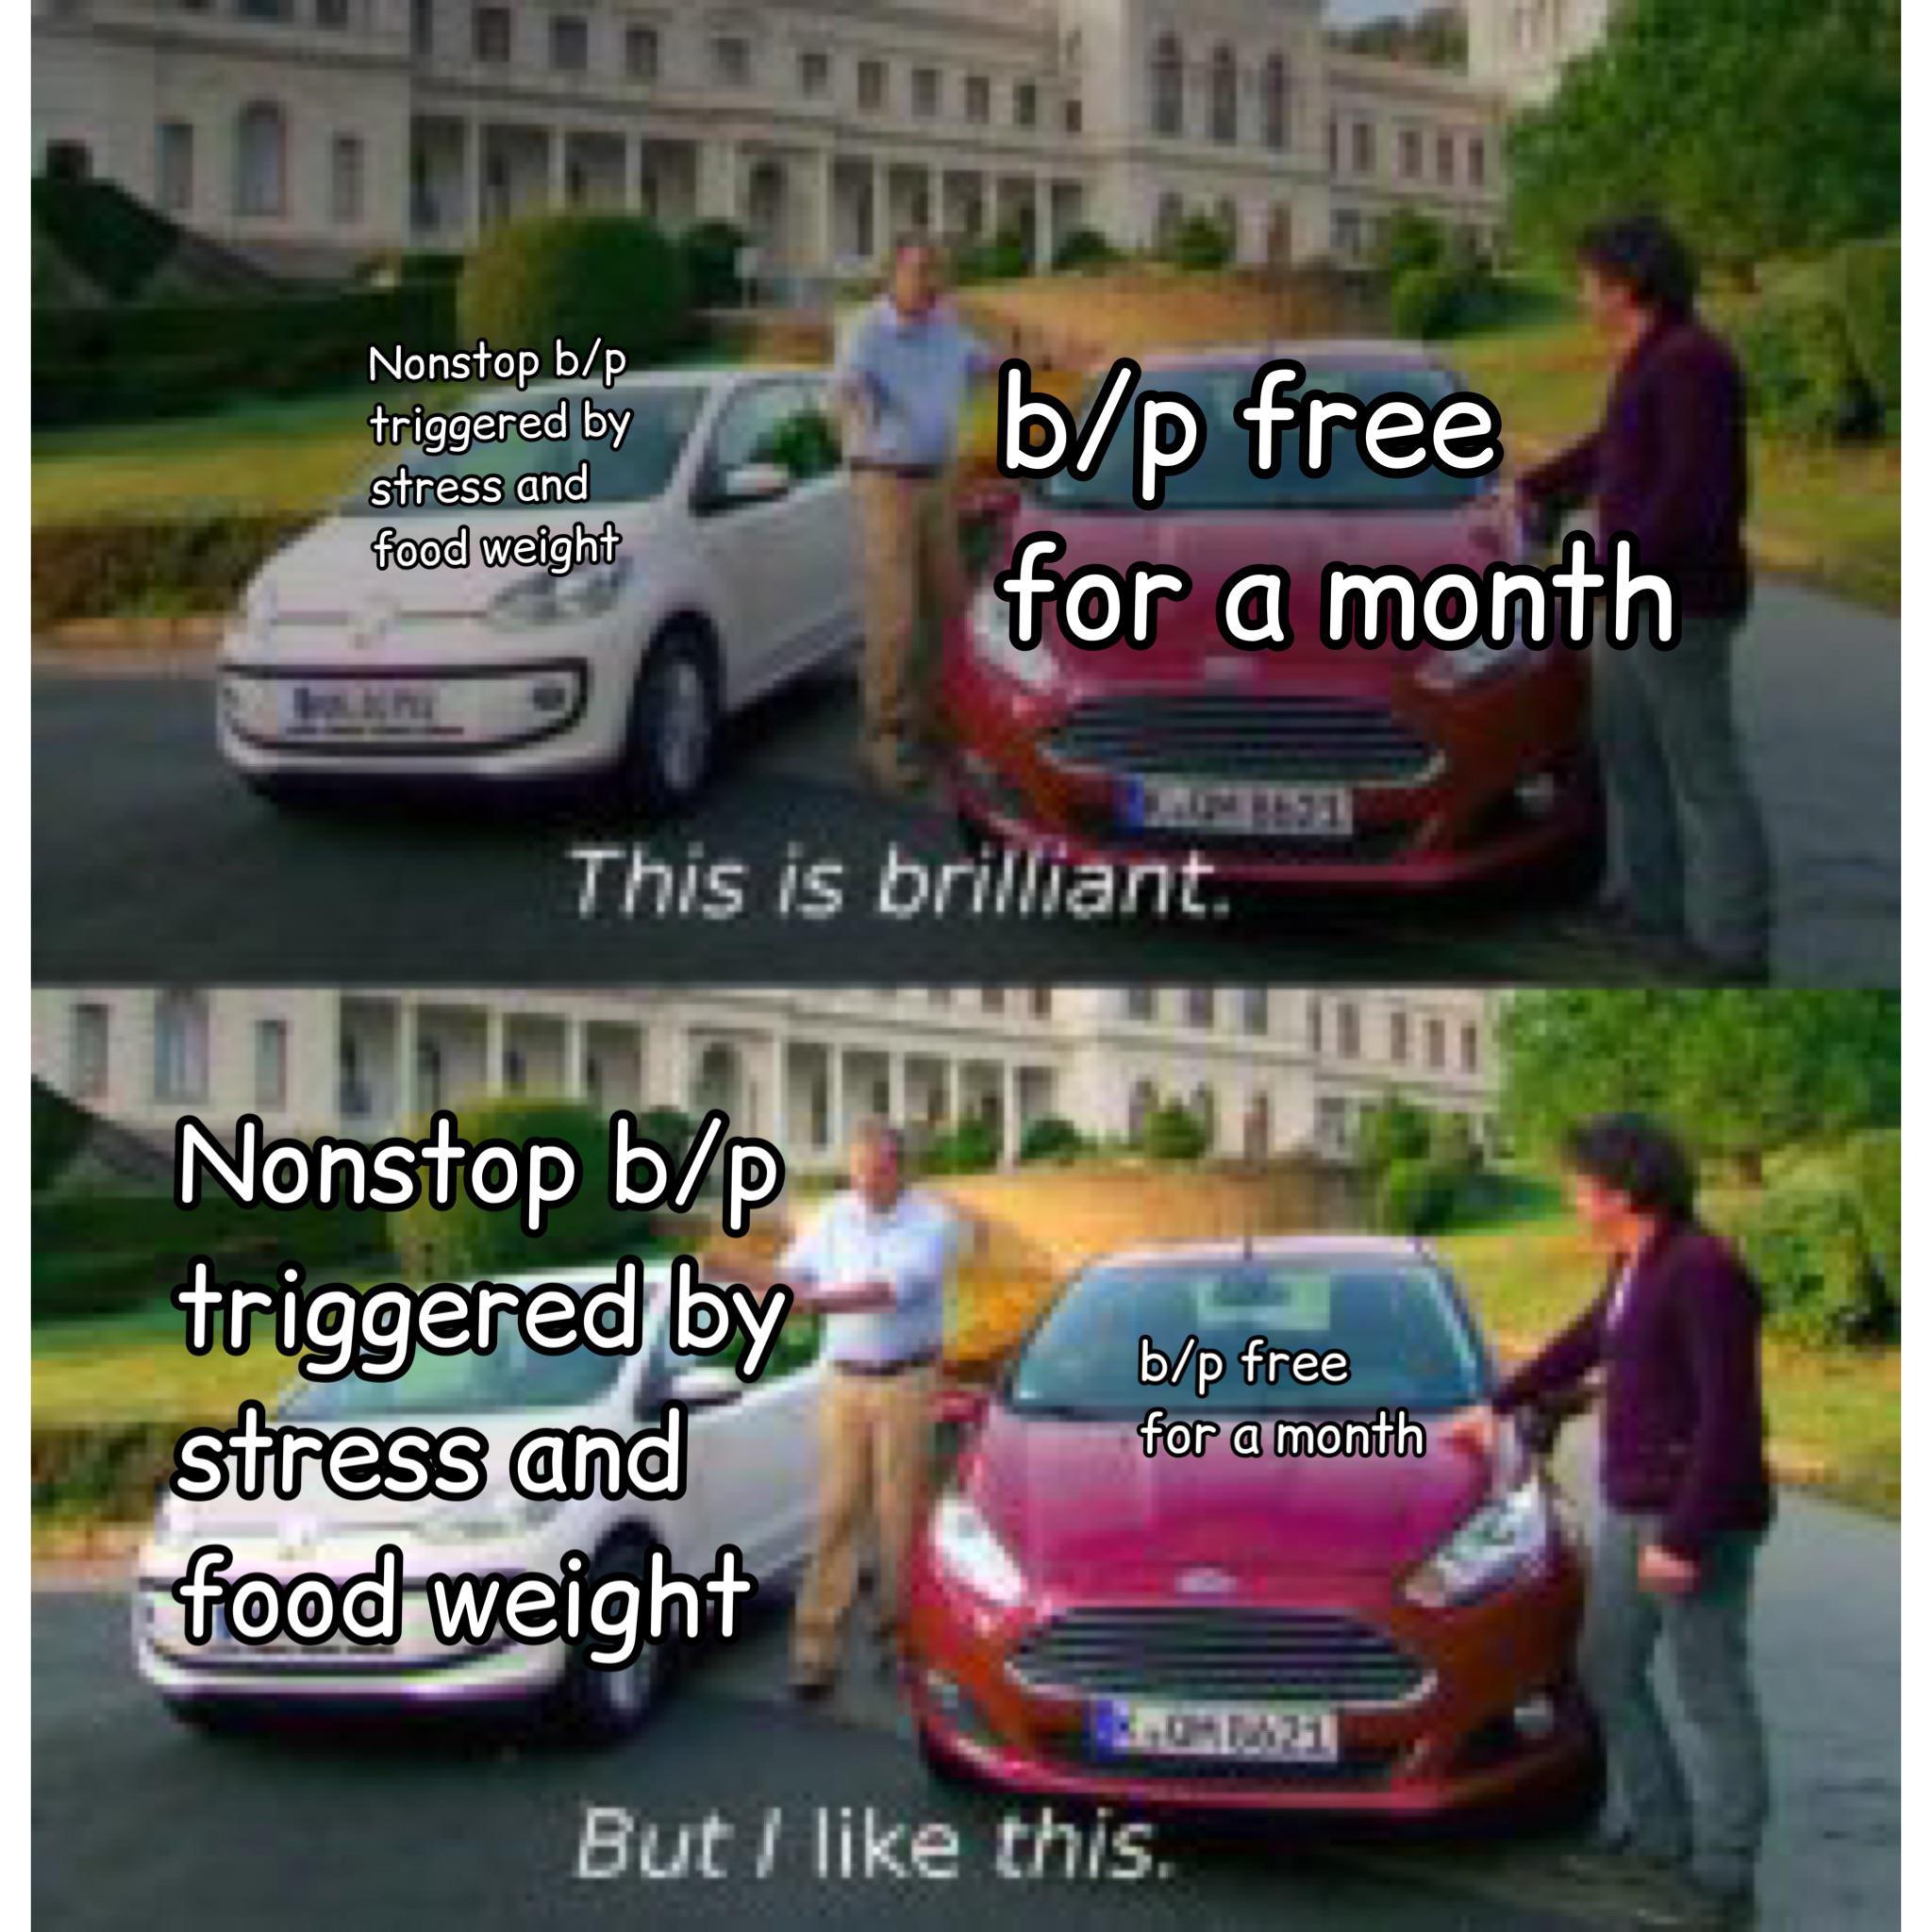 Nonstop b/p
triggered by
stress and
food weight
b/p free
for a month
This is brilliant.
Nonstop b/p
triggered by
stress and
food weight
b/p free
for a month
But I like this.